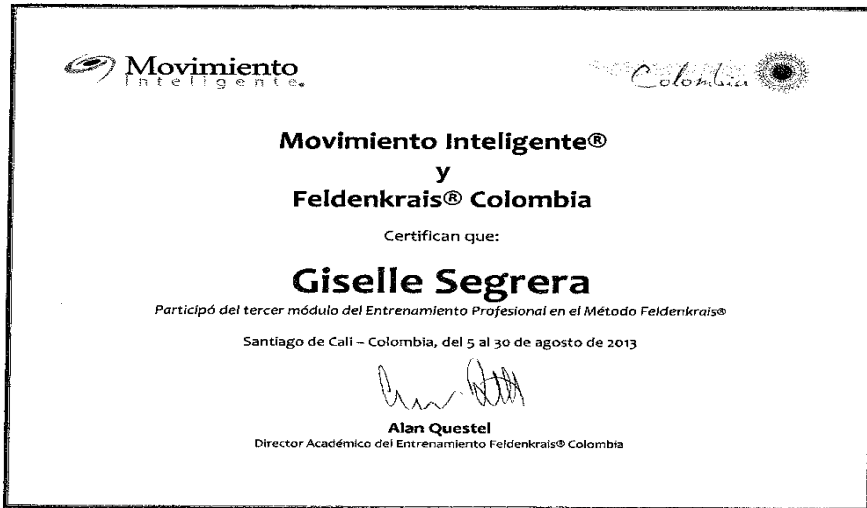 Movimiento
Inteligente.
Colombia
Movimiento Inteligente®
y
Feldenkrais® Colombia
Certifican que:
Giselle Segrera
Participó del tercer módulo del Entrenamiento Profesional en el Método Feldenkrais®
Santiago de Cali – Colombia, del 5 al 30 de agosto de 2013
Alan Questel
Director Académico del Entrenamiento Feldenkrais® Colombia